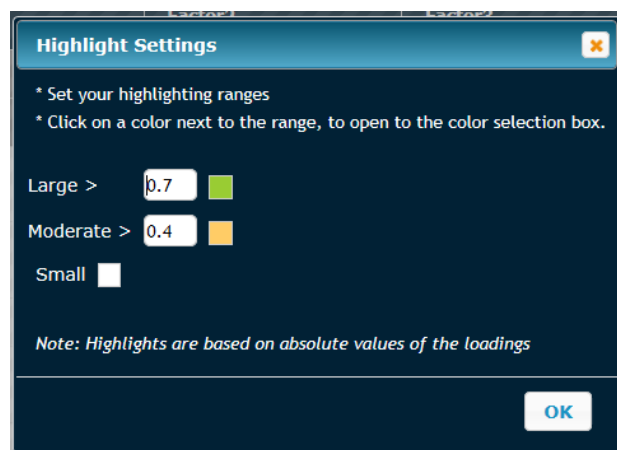 Highlight Settings
* Set your highlighting ranges
* Click on a color next to the range, to open to the color selection box.
Large > 0.7
Moderate > 0.4
Small
Note: Highlights are based on absolute values of the loadings
OK